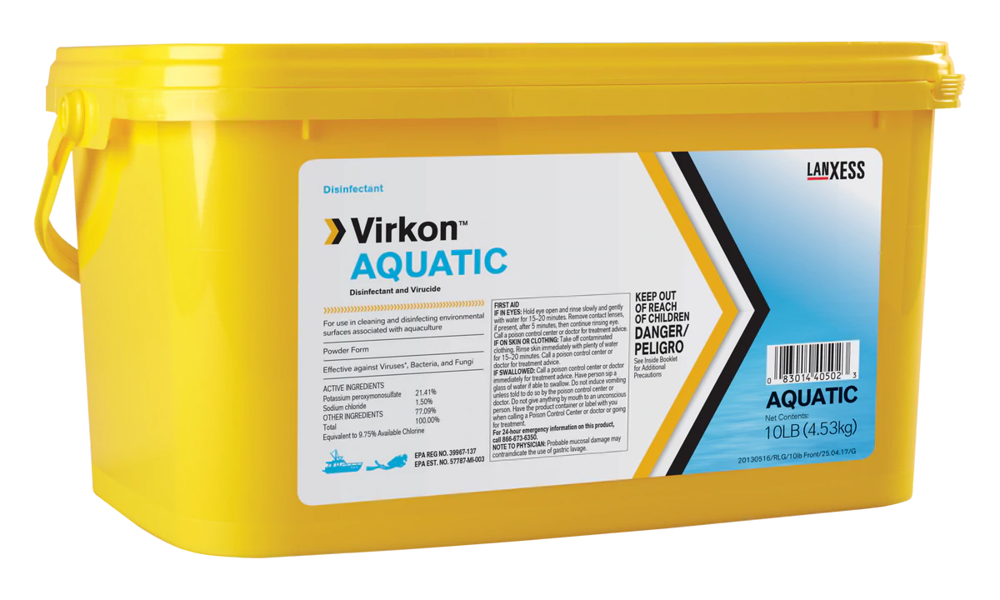 LANXESS
Disinfectant
Virkon™
AQUATIC
Disinfectant and Virucide
For use in cleaning and disinfecting environmental
surfaces associated with aquaculture
Powder Form
Effective against Viruses*, Bacteria, and Fungi
ACTIVE INGREDIENTS
Potassium peroxymonosulfate 21.41%
Sodium chloride 1.50%
OTHER INGREDIENTS 77.09%
Total 100.00%
Equivalent to 9.75% Available Chlorine
EPA REG NO. 39967-137
EPA EST. NO. 57787-MI-003
FIRST AID
IF IN EYES: Hold eye open and rinse slowly and gently
with water for 15–20 minutes. Remove contact lenses,
if present, after 5 minutes, then continue rinsing eye.
Call a poison control center or doctor for treatment advice.
IF ON SKIN OR CLOTHING: Take off contaminated
clothing. Rinse skin immediately with plenty of water
for 15–20 minutes. Call a poison control center or
doctor for treatment advice.
IF SWALLOWED: Call a poison control center or doctor
immediately for treatment advice. Have person sip a
glass of water if able to swallow. Do not induce vomiting
unless told to do so by the poison control center or
doctor. Do not give anything by mouth to an unconscious
person. Have the product container or label with you
when calling a Poison Control Center or doctor or going
for treatment.
For 24-hour emergency information on this product,
call 866-673-6350.
NOTE TO PHYSICIAN: Probable mucosal damage may
contraindicate the use of gastric lavage.
KEEP OUT
OF REACH
OF CHILDREN
DANGER/
PELIGRO
See Inside Booklet
for Additional
Precautions
0 83014 40502 3
AQUATIC
Net Contents:
10LB (4.53kg)
20130516/RLG/10lb Front/25.04.17/G